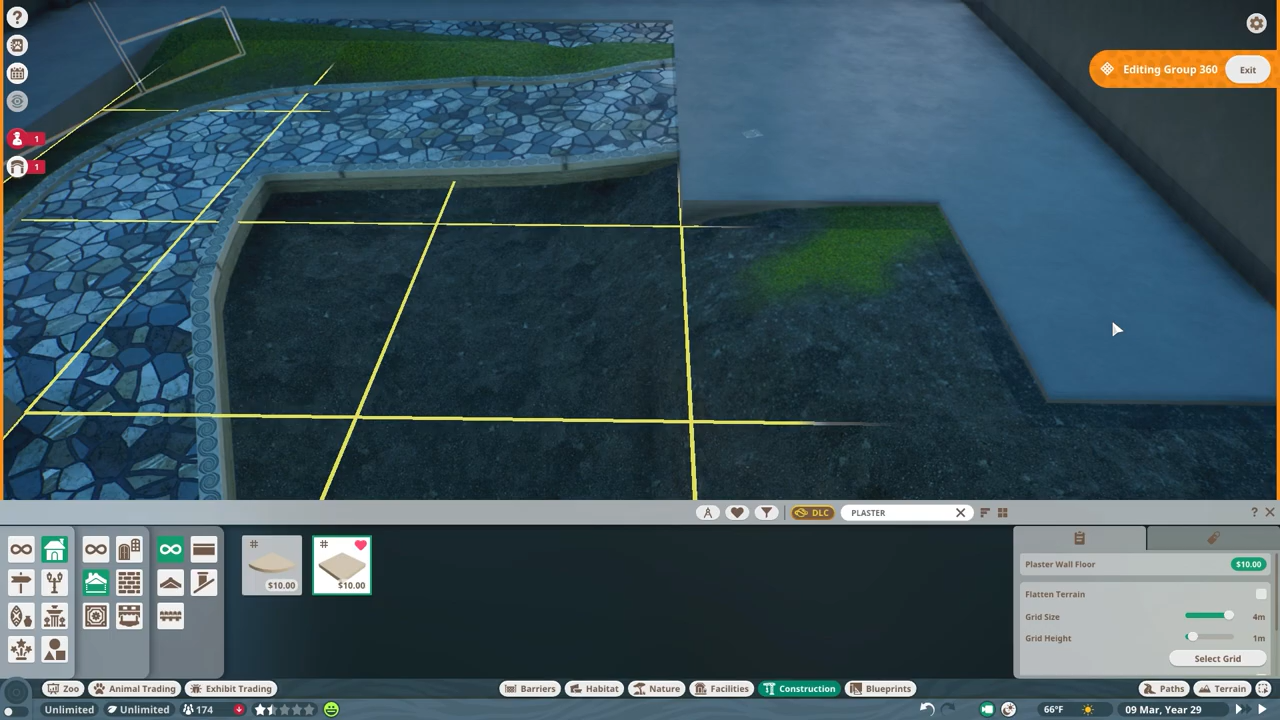 ?
Editing Group 360
Exit
1
1
DLC
PLASTER
?
$10.00
$10.00
Plaster Wall Floor
$10.00
Flatten Terrain
Grid Size
4m
Grid Height
1m
Select Grid
Zoo
Animal Trading
Exhibit Trading
Barriers
Habitat
Nature
Facilities
Construction
Blueprints
Paths
Terrain
Unlimited
Unlimited
174
66°F
09 Mar, Year 29